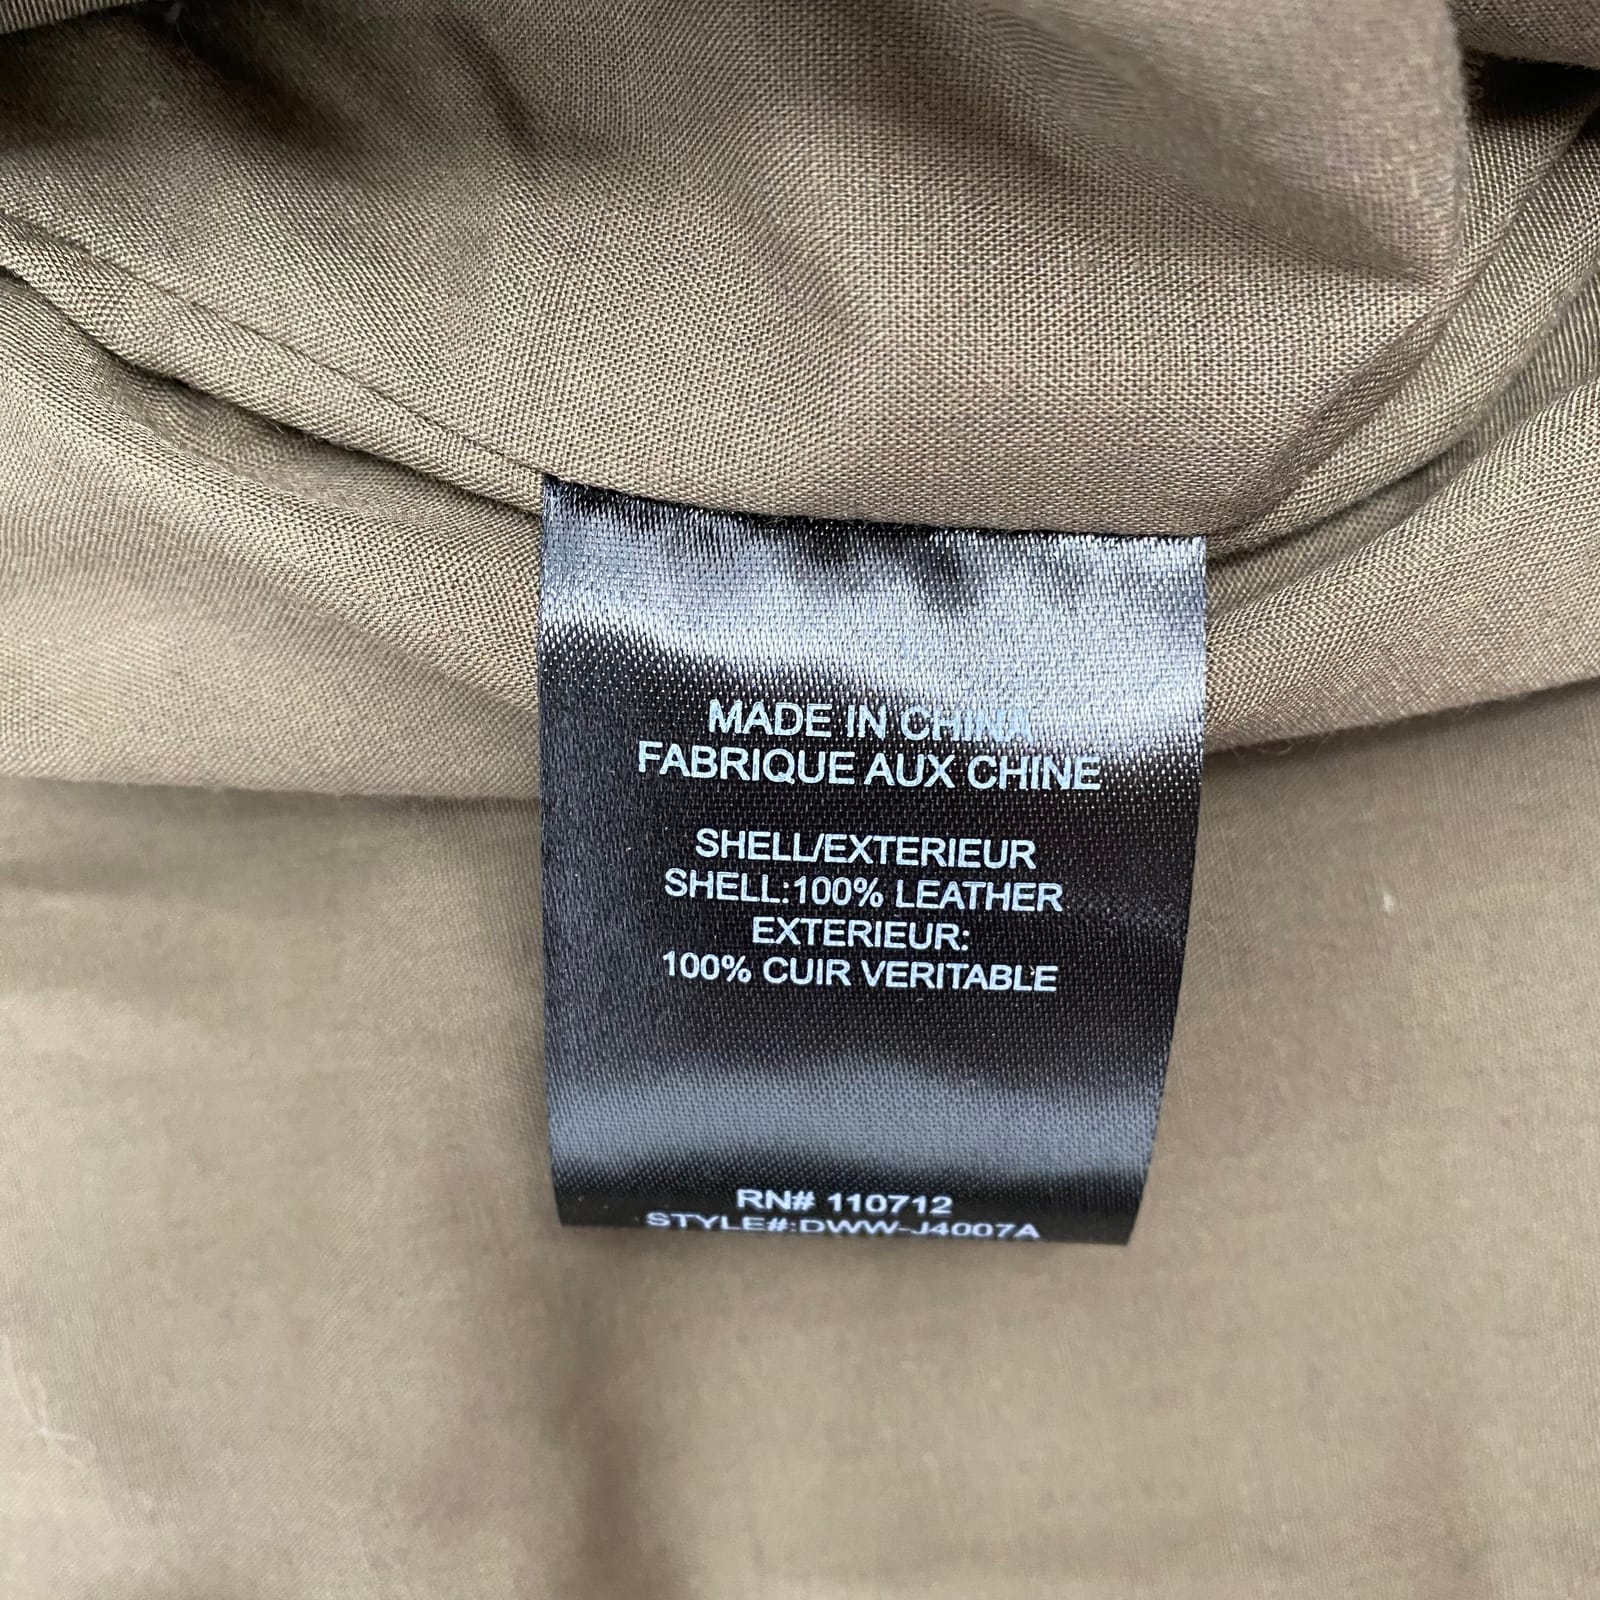 MADE IN CHINA
FABRIQUE AUX CHINE
SHELL/EXTERIEUR
SHELL:100% LEATHER
EXTERIEUR:
100% CUIR VERITABLE
RN# 110712
STYLE#:DWW-J4007A